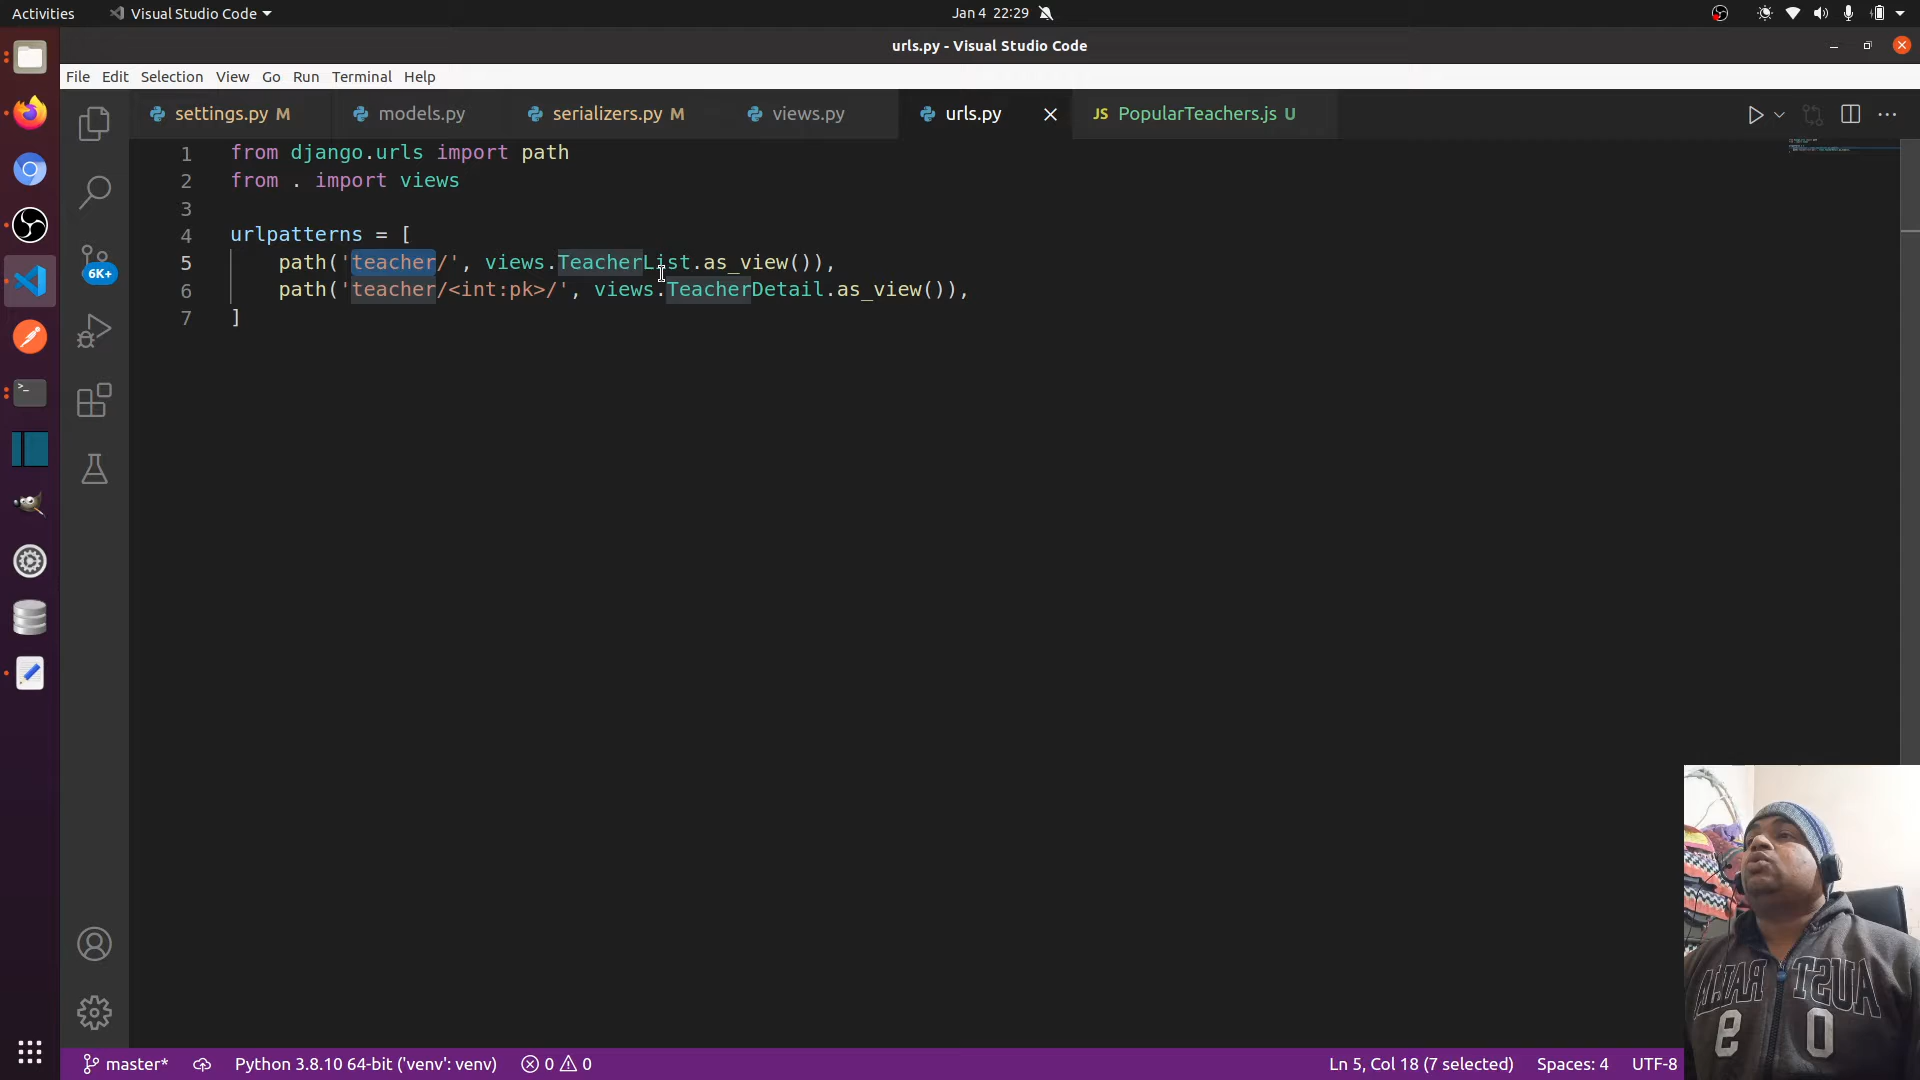 Activities Visual Studio Code Jan 4 22:29
urls.py - Visual Studio Code
File Edit Selection View Go Run Terminal Help
settings.py M models.py serializers.py M views.py urls.py JS PopularTeachers.js U
1 from django.urls import path
2 from . import views
3
4 urlpatterns = [
5 path('teacher/', views.TeacherList.as_view()),
6 path('teacher/<int:pk>/', views.TeacherDetail.as_view()),
7 ]
6K+
AUST
RALIA
90
master* Python 3.8.10 64-bit ('venv': venv) 0 0 Ln 5, Col 18 (7 selected) Spaces: 4 UTF-8